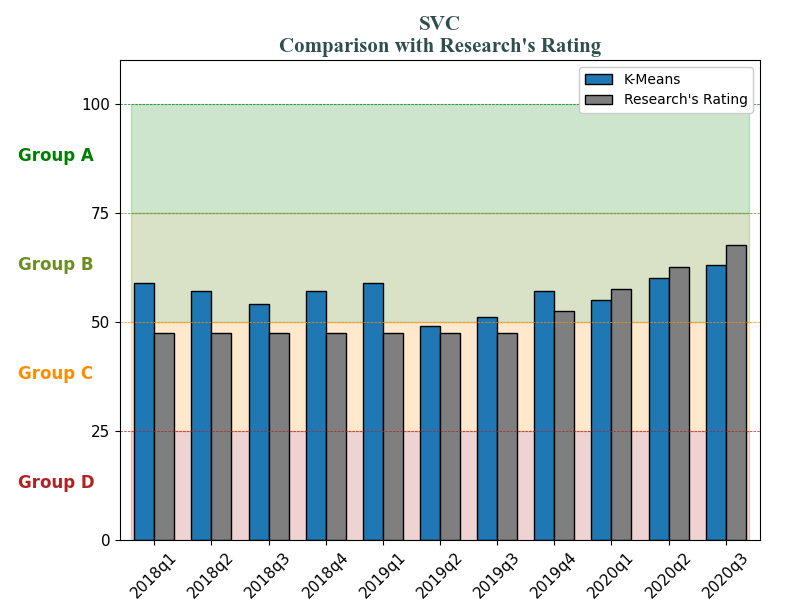 SVC
Comparison with Research's Rating
K-Means
Research's Rating
100
Group A
75
Group B
50
Group C
25
Group D
0
2018q1
2018q2
2018q3
2018q4
2019q1
2019q2
2019q3
2019q4
2020q1
2020q2
2020q3